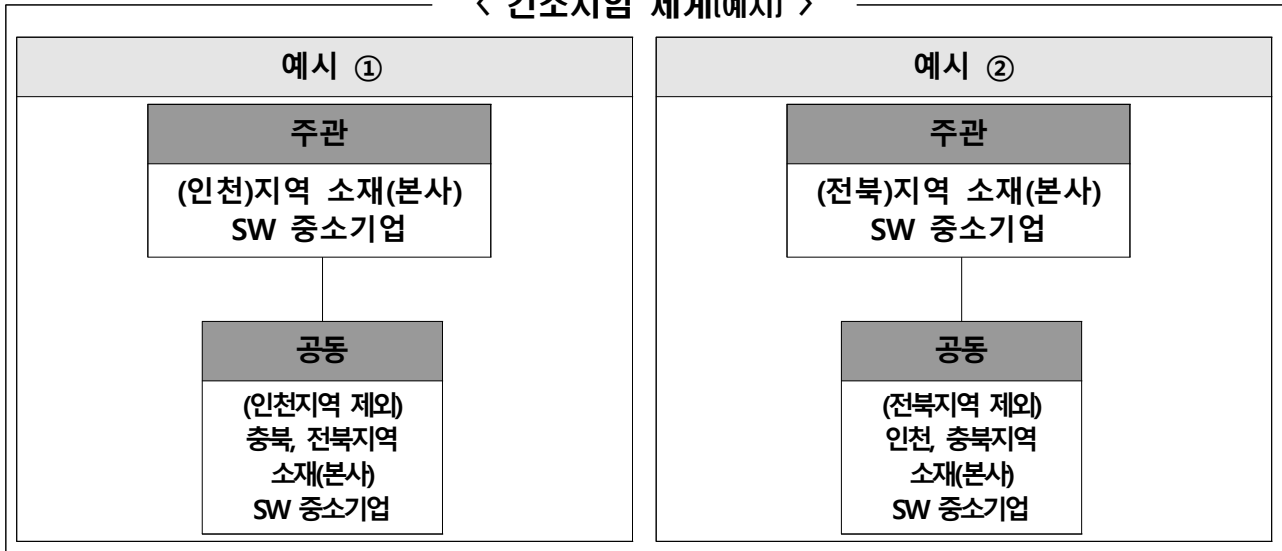 예시 ①
주관
(인천)지역 소재(본사)
SW 중소기업
공동
(인천지역 제외)
충북, 전북지역
소재(본사)
SW 중소기업
예시 ②
주관
(전북)지역 소재(본사)
SW 중소기업
공동
(전북지역 제외)
인천, 충북지역
소재(본사)
SW 중소기업